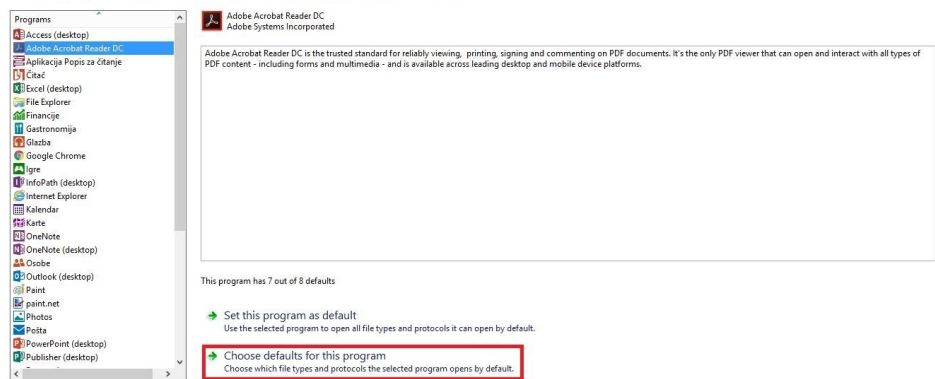 Programs
Access (desktop)
Adobe Acrobat Reader DC
Aplikacija Popis za čitanje
Čitač
Excel (desktop)
File Explorer
Financije
Gastronomija
Glazba
Google Chrome
Igre
InfoPath (desktop)
Internet Explorer
Kalendar
Karte
OneNote
OneNote (desktop)
Osobe
Outlook (desktop)
Paint
paint.net
Photos
Pošta
PowerPoint (desktop)
Publisher (desktop)
Adobe Acrobat Reader DC
Adobe Systems Incorporated
Adobe Acrobat Reader DC is the trusted standard for reliably viewing, printing, signing and commenting on PDF documents. It's the only PDF viewer that can open and interact with all types of
PDF content - including forms and multimedia - and is available across leading desktop and mobile device platforms.
This program has 7 out of 8 defaults
Set this program as default
Use the selected program to open all file types and protocols it can open by default.
Choose defaults for this program
Choose which file types and protocols the selected program opens by default.